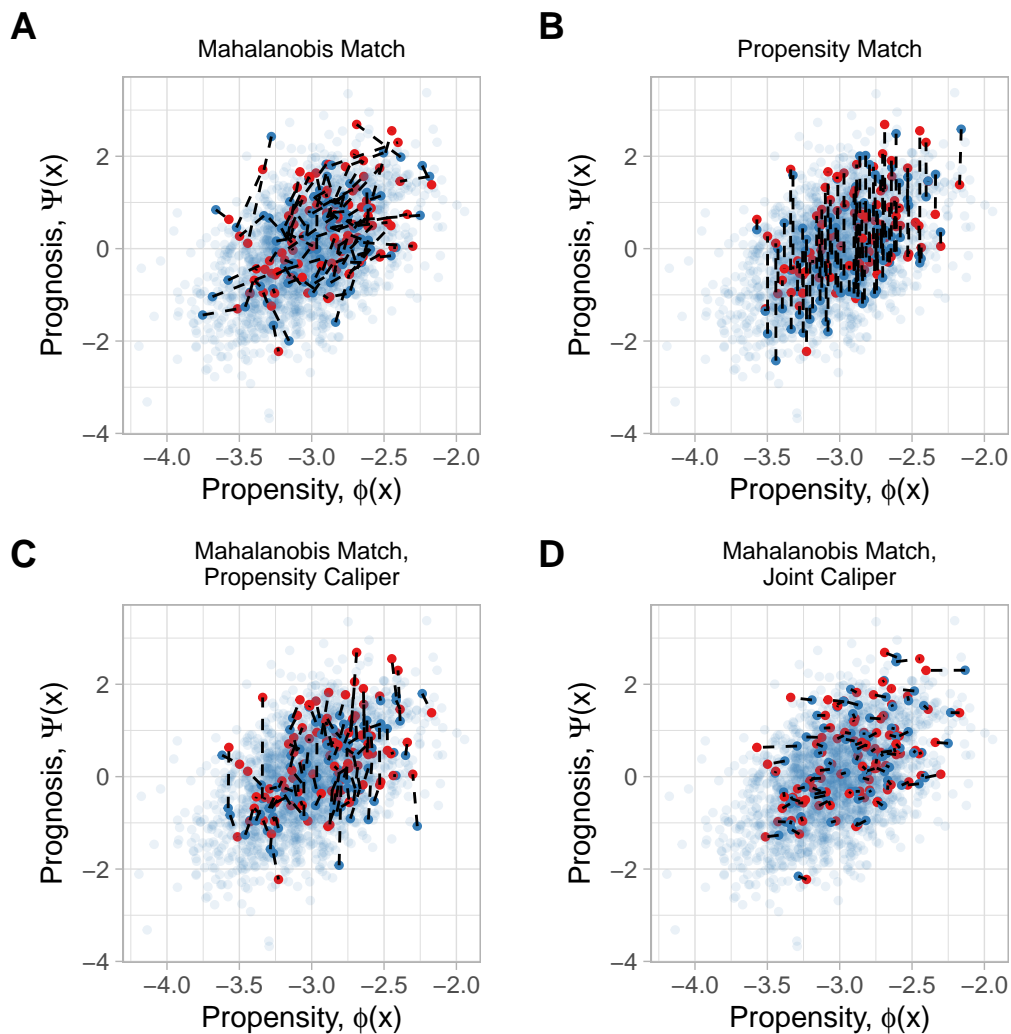 A
Mahalanobis Match
Prognosis, Ψ(x)
2
0
−2
−4
−4.0 −3.5 −3.0 −2.5 −2.0
Propensity, ϕ(x)
B
Propensity Match
Prognosis, Ψ(x)
2
0
−2
−4
−4.0 −3.5 −3.0 −2.5 −2.0
Propensity, ϕ(x)
C
Mahalanobis Match,
Propensity Caliper
Prognosis, Ψ(x)
2
0
−2
−4
−4.0 −3.5 −3.0 −2.5 −2.0
Propensity, ϕ(x)
D
Mahalanobis Match,
Joint Caliper
Prognosis, Ψ(x)
2
0
−2
−4
−4.0 −3.5 −3.0 −2.5 −2.0
Propensity, ϕ(x)